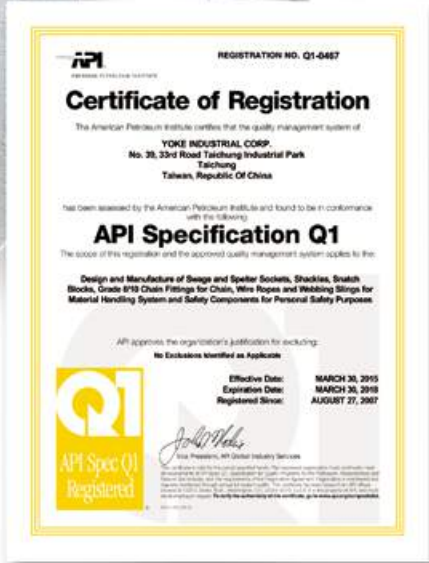 API
REGISTRATION NO. Q1-0467
AMERICAN PETROLEUM INSTITUTE
Certificate of Registration
The American Petroleum Institute certifies that the quality management system of
YOKE INDUSTRIAL CORP.
No. 39, 33rd Road Taichung Industrial Park
Taichung
Taiwan, Republic Of China
has been assessed by the American Petroleum Institute and found to be in conformance
with the following:
API Specification Q1
The scope of this registration and the approved quality management system applies to the:
Design and Manufacture of Swage and Spelter Sockets, Shackles, Snatch
Blocks, Grade 8/10 Chain Fittings for Chain, Wire Ropes and Webbing Slings for
Material Handling System and Safety Components for Personal Safety Purposes
API approves the organization's justification for excluding:
No Exclusions Identified as Applicable
Effective Date: MARCH 30, 2015
Expiration Date: MARCH 30, 2018
Registered Since: AUGUST 27, 2007
Q1
API Spec Q1
Registered
Vice President, API Global Industry Services